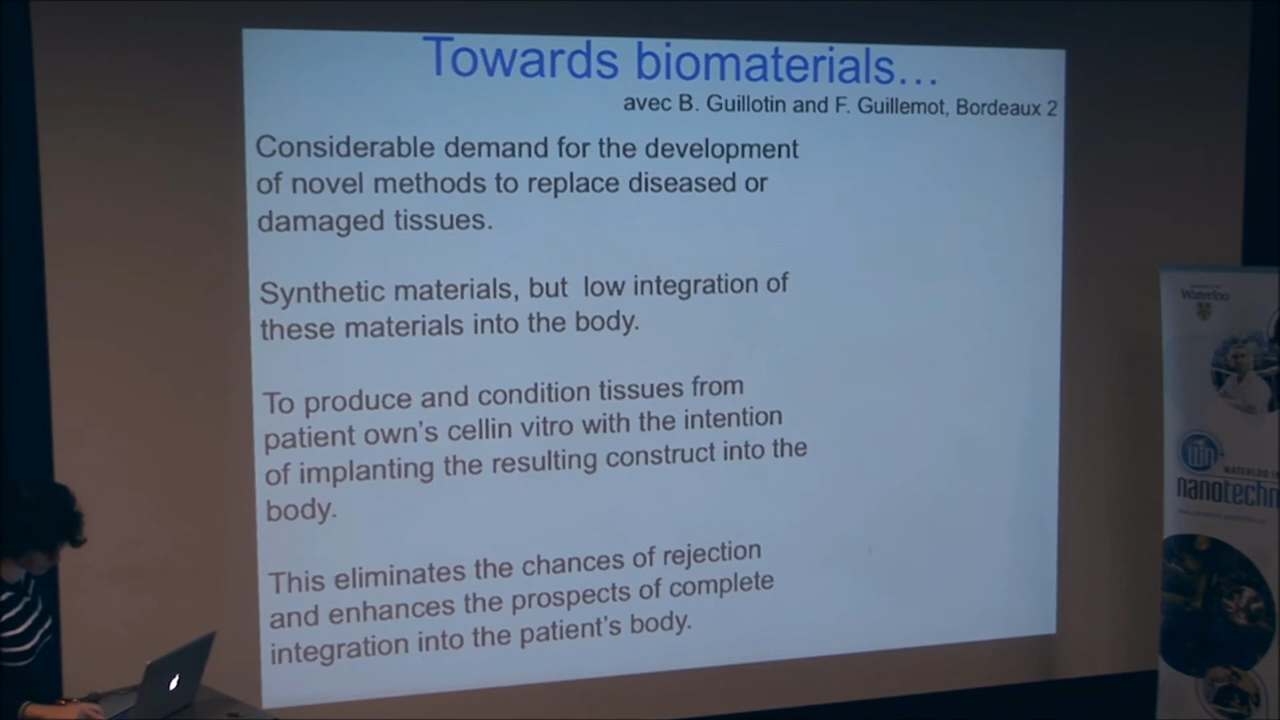 Towards biomaterials...
avec B. Guillotin and F. Guillemot, Bordeaux 2
Considerable demand for the development
of novel methods to replace diseased or
damaged tissues.
Synthetic materials, but low integration of
these materials into the body.
To produce and condition tissues from
patient own's cellin vitro with the intention
of implanting the resulting construct into the
body.
This eliminates the chances of rejection
and enhances the prospects of complete
integration into the patient's body.
Waterloo
WATERLOO
nanotechn